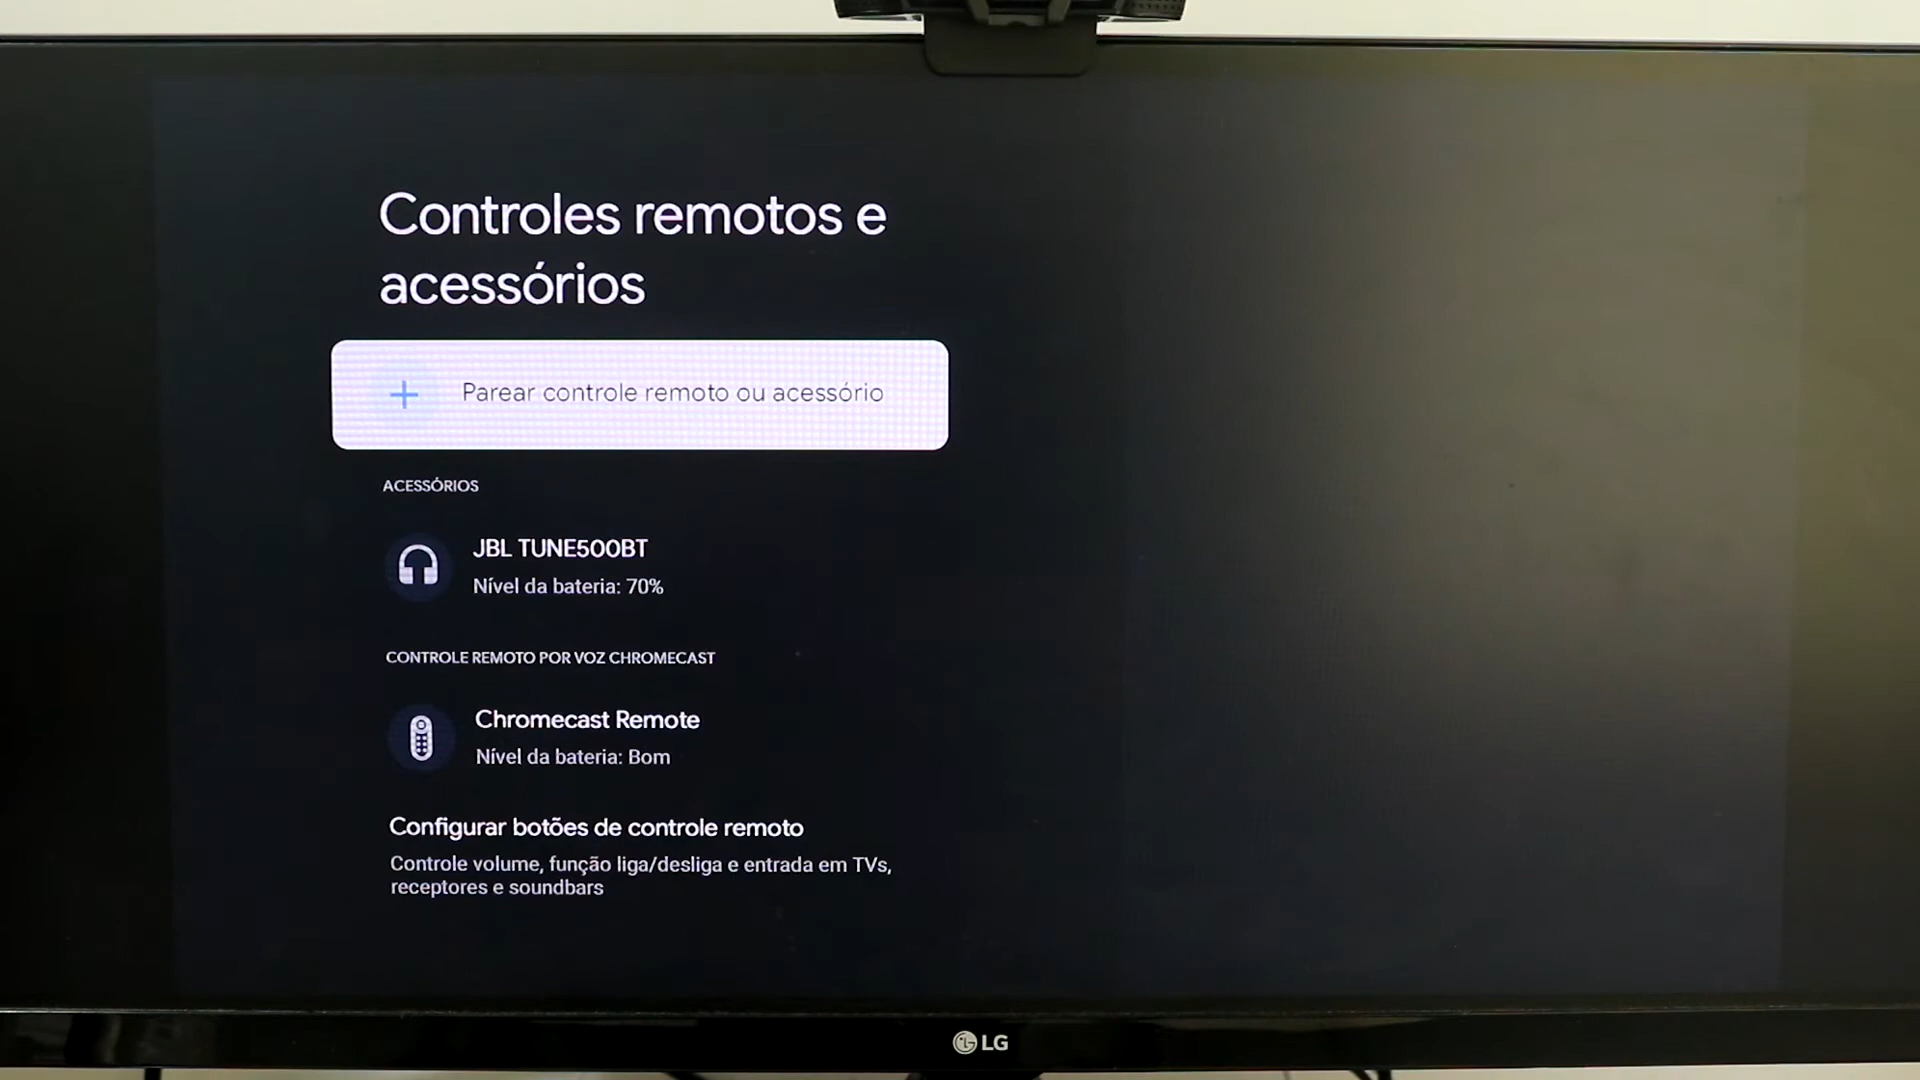 Controles remotos e
acessórios
Parear controle remoto ou acessório
ACESSÓRIOS
JBL TUNE500BT
Nível da bateria: 70%
CONTROLE REMOTO POR VOZ CHROMECAST
Chromecast Remote
Nível da bateria: Bom
Configurar botões de controle remoto
Controle volume, função liga/desliga e entrada em TVs,
receptores e soundbars
LG